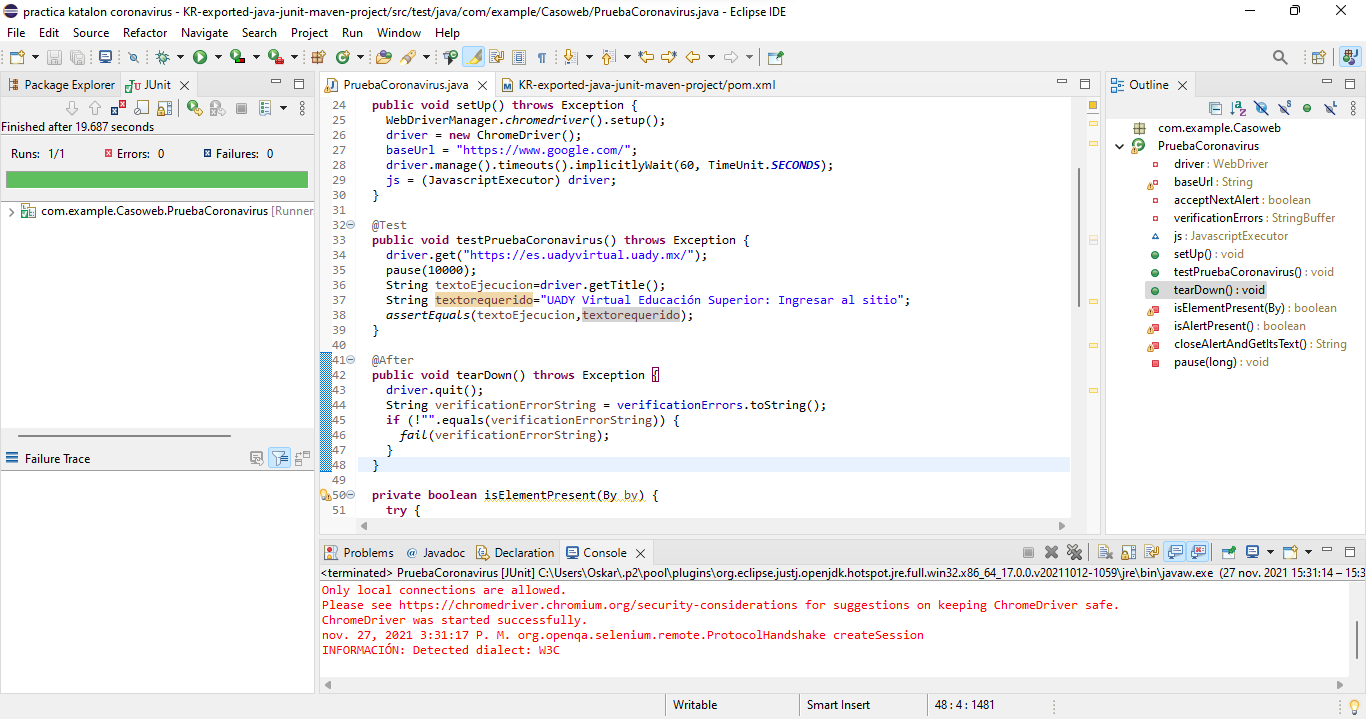 practica katalon coronavirus - KR-exported-java-junit-maven-project/src/test/java/com/example/Casoweb/PruebaCoronavirus.java - Eclipse IDE
File Edit Source Refactor Navigate Search Project Run Window Help
Package Explorer JUnit
Finished after 19.687 seconds
Runs: 1/1 Errors: 0 Failures: 0
com.example.Casoweb.PruebaCoronavirus [Runner:
Failure Trace
PruebaCoronavirus.java KR-exported-java-junit-maven-project/pom.xml
24 public void setUp() throws Exception {
25 WebDriverManager.chromedriver().setup();
26 driver = new ChromeDriver();
27 baseUrl = "https://www.google.com/";
28 driver.manage().timeouts().implicitlyWait(60, TimeUnit.SECONDS);
29 js = (JavascriptExecutor) driver;
30 }
31
32 @Test
33 public void testPruebaCoronavirus() throws Exception {
34 driver.get("https://es.uadyvirtual.uady.mx/");
35 pause(10000);
36 String textoEjecucion=driver.getTitle();
37 String textorequerido="UADY Virtual Educación Superior: Ingresar al sitio";
38 assertEquals(textoEjecucion,textorequerido);
39 }
40
41 @After
42 public void tearDown() throws Exception {
43 driver.quit();
44 String verificationErrorString = verificationErrors.toString();
45 if (!"".equals(verificationErrorString)) {
46 fail(verificationErrorString);
47 }
48 }
49
50 private boolean isElementPresent(By by) {
51 try {
Outline
com.example.Casoweb
PruebaCoronavirus
driver : WebDriver
baseUrl : String
acceptNextAlert : boolean
verificationErrors : StringBuffer
js : JavascriptExecutor
setUp() : void
testPruebaCoronavirus() : void
tearDown() : void
isElementPresent(By) : boolean
isAlertPresent() : boolean
closeAlertAndGetItsText() : String
pause(long) : void
Problems Javadoc Declaration Console
<terminated> PruebaCoronavirus [JUnit] C:\Users\Oskar\.p2\pool\plugins\org.eclipse.justj.openjdk.hotspot.jre.full.win32.x86_64_17.0.0.v20211012-1059\jre\bin\javaw.exe (27 nov. 2021 15:31:14 – 15:3
Only local connections are allowed.
Please see https://chromedriver.chromium.org/security-considerations for suggestions on keeping ChromeDriver safe.
ChromeDriver was started successfully.
nov. 27, 2021 3:31:17 P. M. org.openqa.selenium.remote.ProtocolHandshake createSession
INFORMACIÓN: Detected dialect: W3C
Writable Smart Insert 48 : 4 : 1481